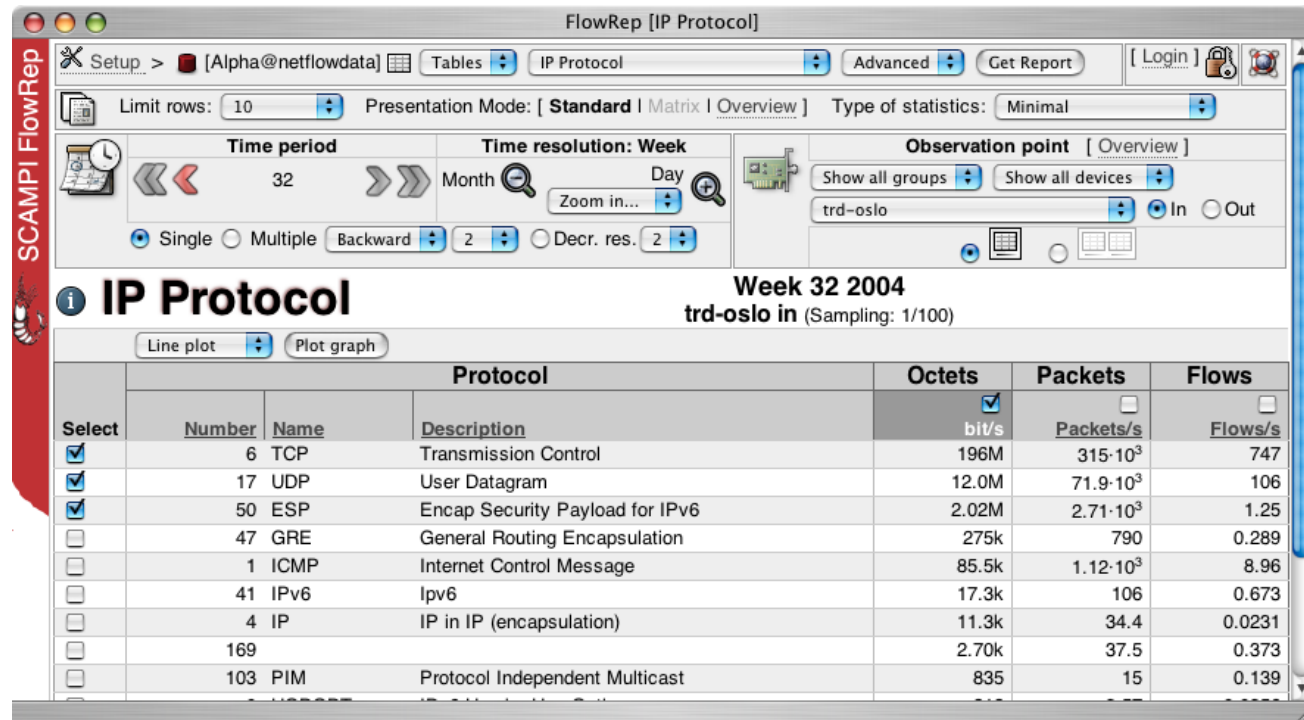 FlowRep [IP Protocol]
SCAMPI FlowRep
Setup > [Alpha@netflowdata] Tables IP Protocol Advanced Get Report [ Login ]
Limit rows: 10 Presentation Mode: [ Standard | Matrix | Overview ] Type of statistics: Minimal
Time period Time resolution: Week Observation point [ Overview ]
32 Month Day Zoom in... Show all groups Show all devices
trd-oslo In Out
Single Multiple Backward 2 Decr. res. 2
IP Protocol
Week 32 2004
trd-oslo in (Sampling: 1/100)
Line plot Plot graph
Protocol Octets Packets Flows
Select Number Name Description bit/s Packets/s Flows/s
6 TCP Transmission Control 196M 315·10³ 747
17 UDP User Datagram 12.0M 71.9·10³ 106
50 ESP Encap Security Payload for IPv6 2.02M 2.71·10³ 1.25
47 GRE General Routing Encapsulation 275k 790 0.289
1 ICMP Internet Control Message 85.5k 1.12·10³ 8.96
41 IPv6 Ipv6 17.3k 106 0.673
4 IP IP in IP (encapsulation) 11.3k 34.4 0.0231
169 2.70k 37.5 0.373
103 PIM Protocol Independent Multicast 835 15 0.139